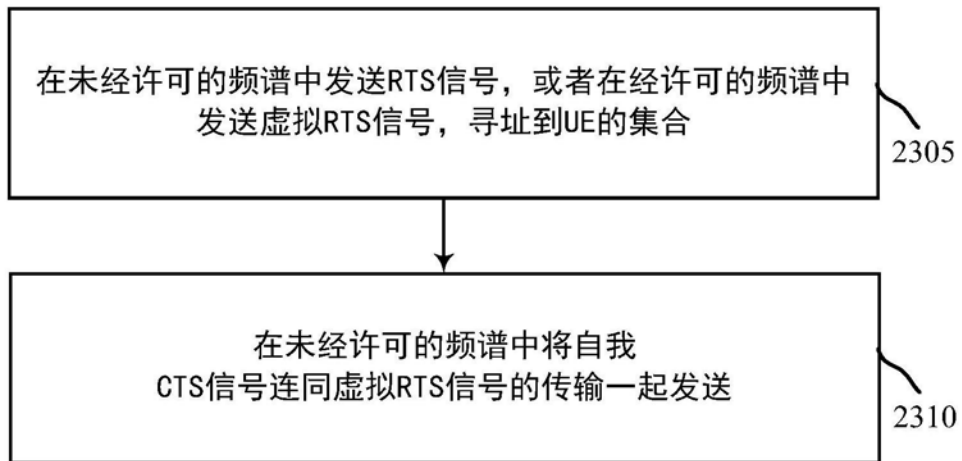 在未经许可的频谱中发送RTS信号，或者在经许可的频谱中
发送虚拟RTS信号，寻址到UE的集合
2305
在未经许可的频谱中将自我
CTS信号连同虚拟RTS信号的传输一起发送
2310